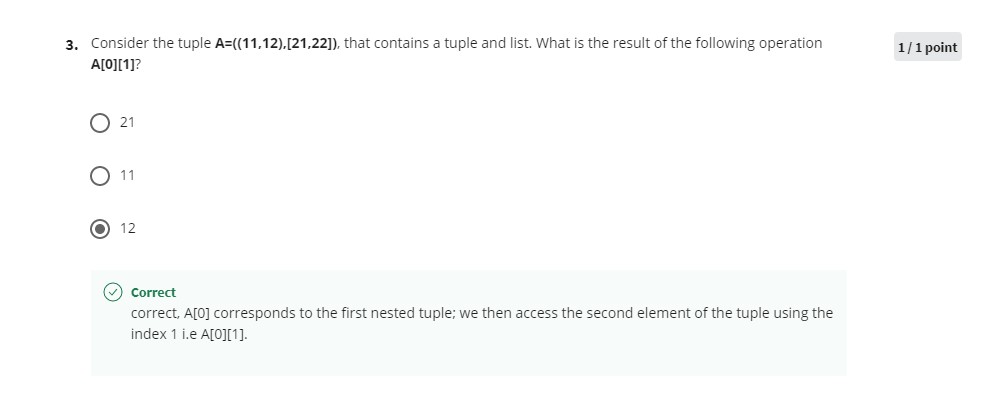 3. Consider the tuple A=((11,12),[21,22]), that contains a tuple and list. What is the result of the following operation
A[0][1]?
1 / 1 point
21
11
12
Correct
correct, A[0] corresponds to the first nested tuple; we then access the second element of the tuple using the
index 1 i.e A[0][1].